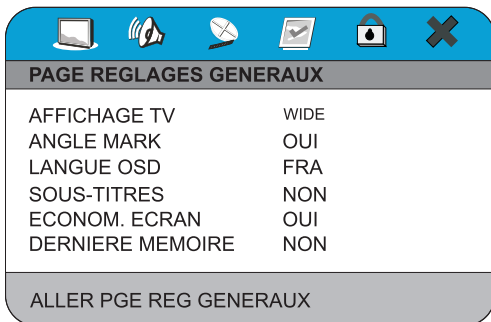 PAGE REGLAGES GENERAUX
AFFICHAGE TV WIDE
ANGLE MARK OUI
LANGUE OSD FRA
SOUS-TITRES NON
ECONOM. ECRAN OUI
DERNIERE MEMOIRE NON
ALLER PGE REG GENERAUX